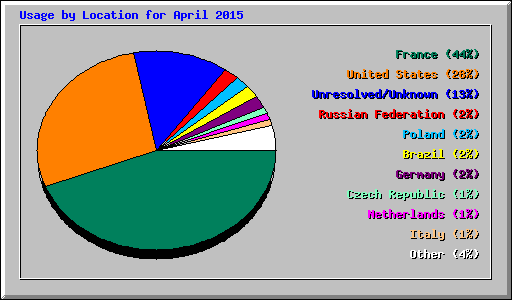 Usage by Location for April 2015
France (44%)
United States (28%)
Unresolved/Unknown (13%)
Russian Federation (2%)
Poland (2%)
Brazil (2%)
Germany (2%)
Czech Republic (1%)
Netherlands (1%)
Italy (1%)
Other (4%)